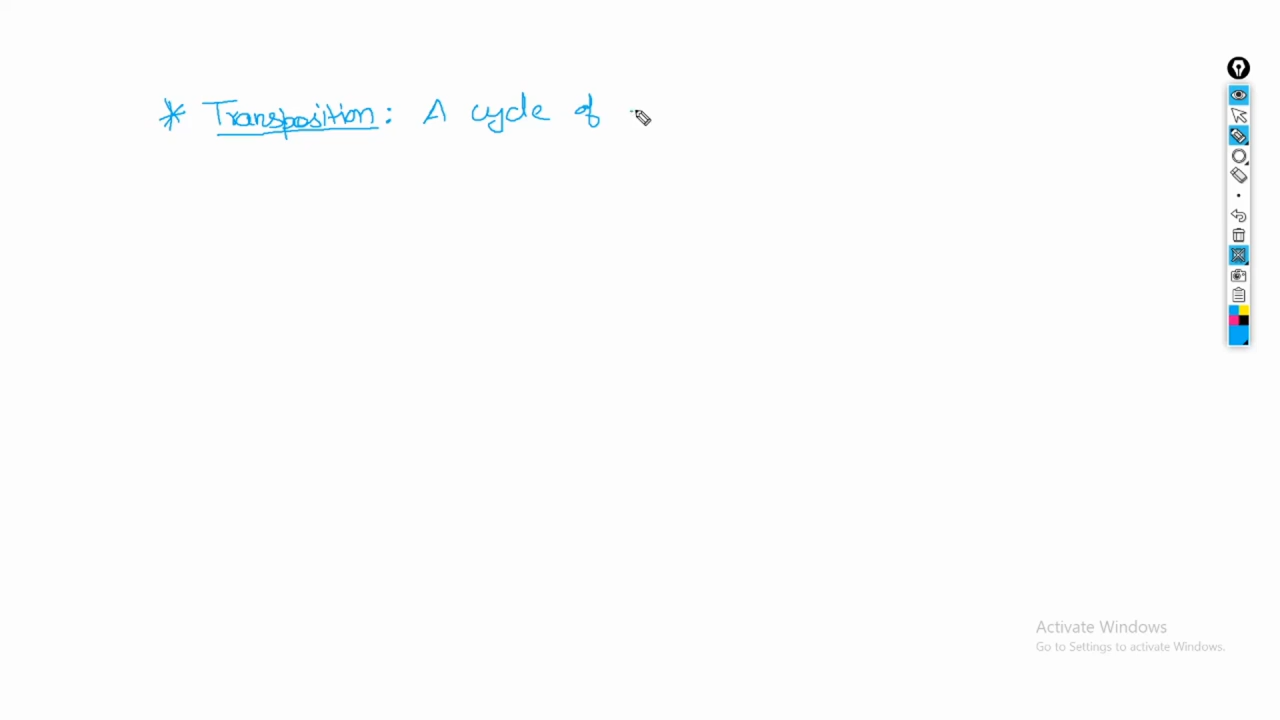 * Transposition: A cycle of
Activate Windows
Go to Settings to activate Windows.